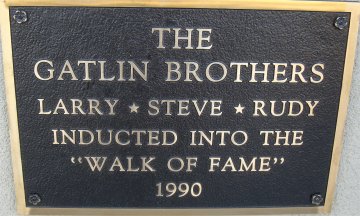 THE
GATLIN BROTHERS
LARRY ★ STEVE ★ RUDY
INDUCTED INTO THE
"WALK OF FAME"
1990